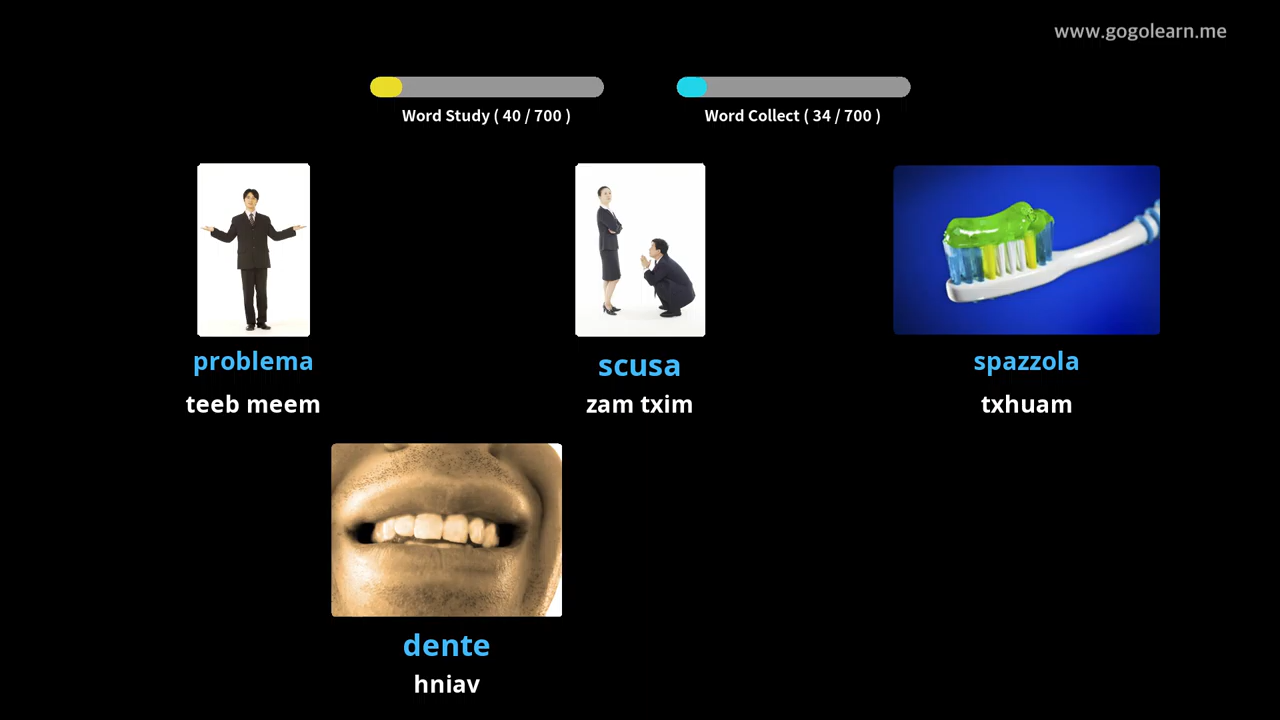 www.gogolearn.me
Word Study ( 40 / 700 )
Word Collect ( 34 / 700 )
problema
teeb meem
scusa
zam txim
spazzola
txhuam
dente
hniav